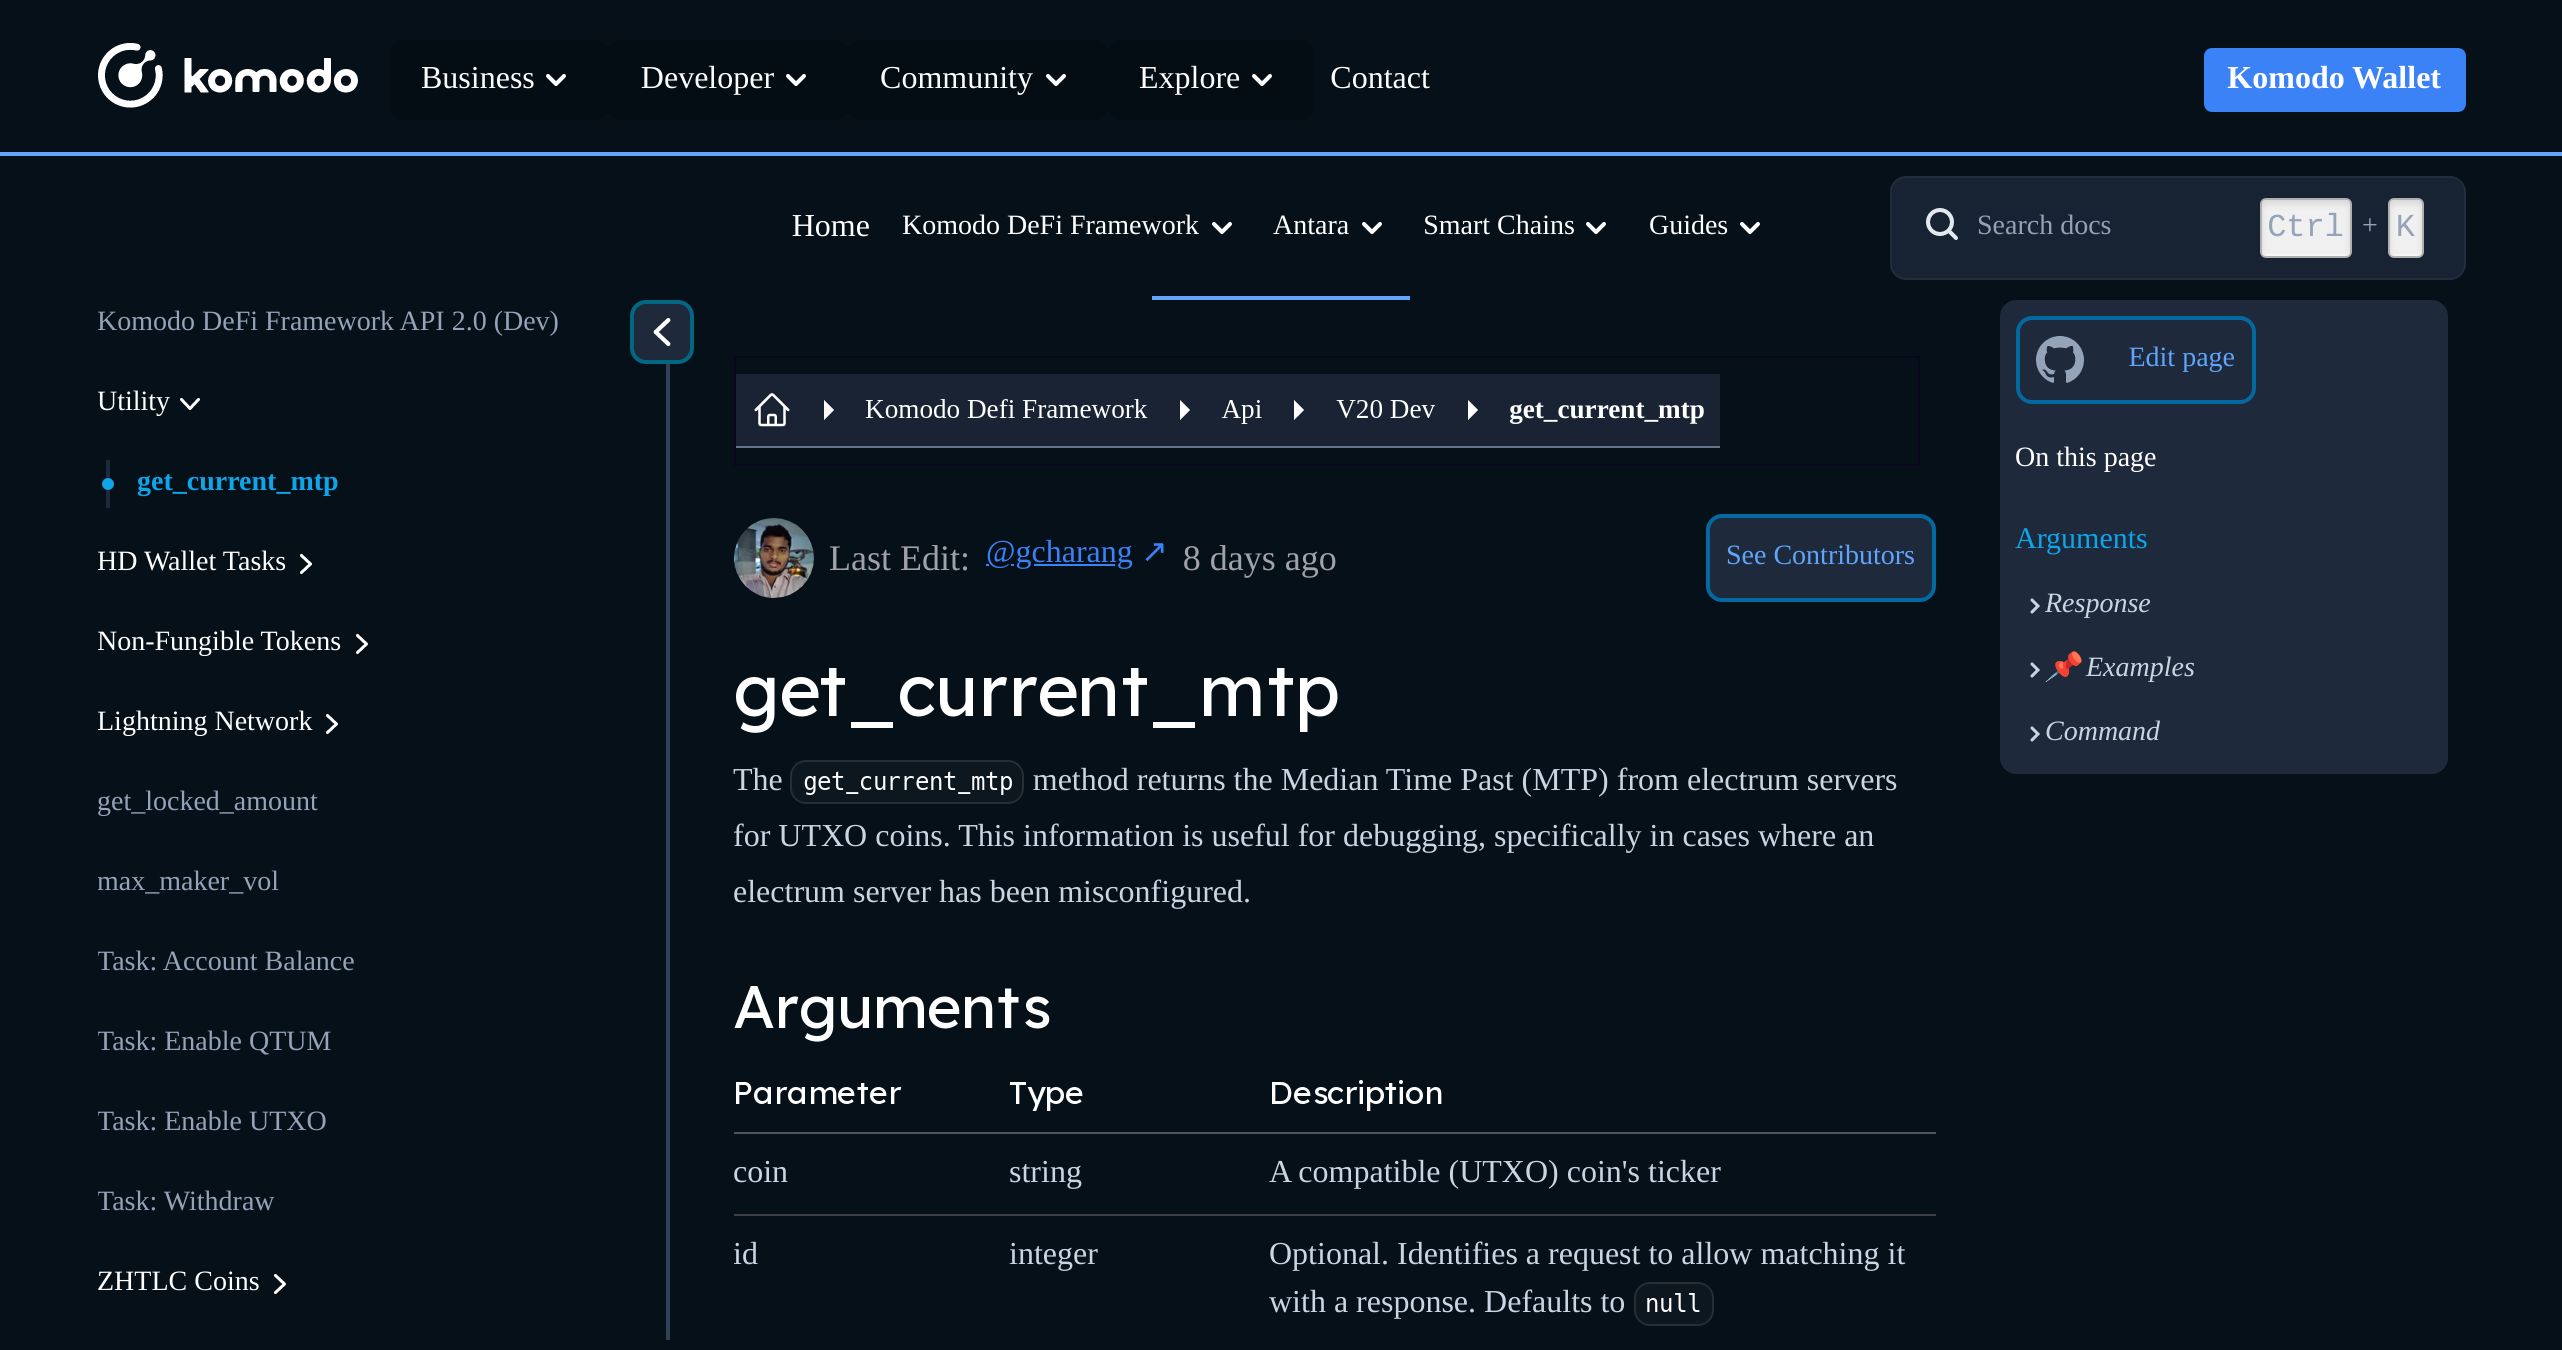 komodo
Business
Developer
Community
Explore
Contact
Komodo Wallet
Home
Komodo DeFi Framework
Antara
Smart Chains
Guides
Search docs
Ctrl + K
Komodo DeFi Framework API 2.0 (Dev)
Utility
get_current_mtp
HD Wallet Tasks
Non-Fungible Tokens
Lightning Network
get_locked_amount
max_maker_vol
Task: Account Balance
Task: Enable QTUM
Task: Enable UTXO
Task: Withdraw
ZHTLC Coins
Komodo Defi Framework
Api
V20 Dev
get_current_mtp
Last Edit: @gcharang ↗ 8 days ago
See Contributors
get_current_mtp
The get_current_mtp method returns the Median Time Past (MTP) from electrum servers
for UTXO coins. This information is useful for debugging, specifically in cases where an
electrum server has been misconfigured.
Arguments
Parameter Type Description
coin string A compatible (UTXO) coin's ticker
id integer Optional. Identifies a request to allow matching it
with a response. Defaults to null
Edit page
On this page
Arguments
Response
📌 Examples
Command